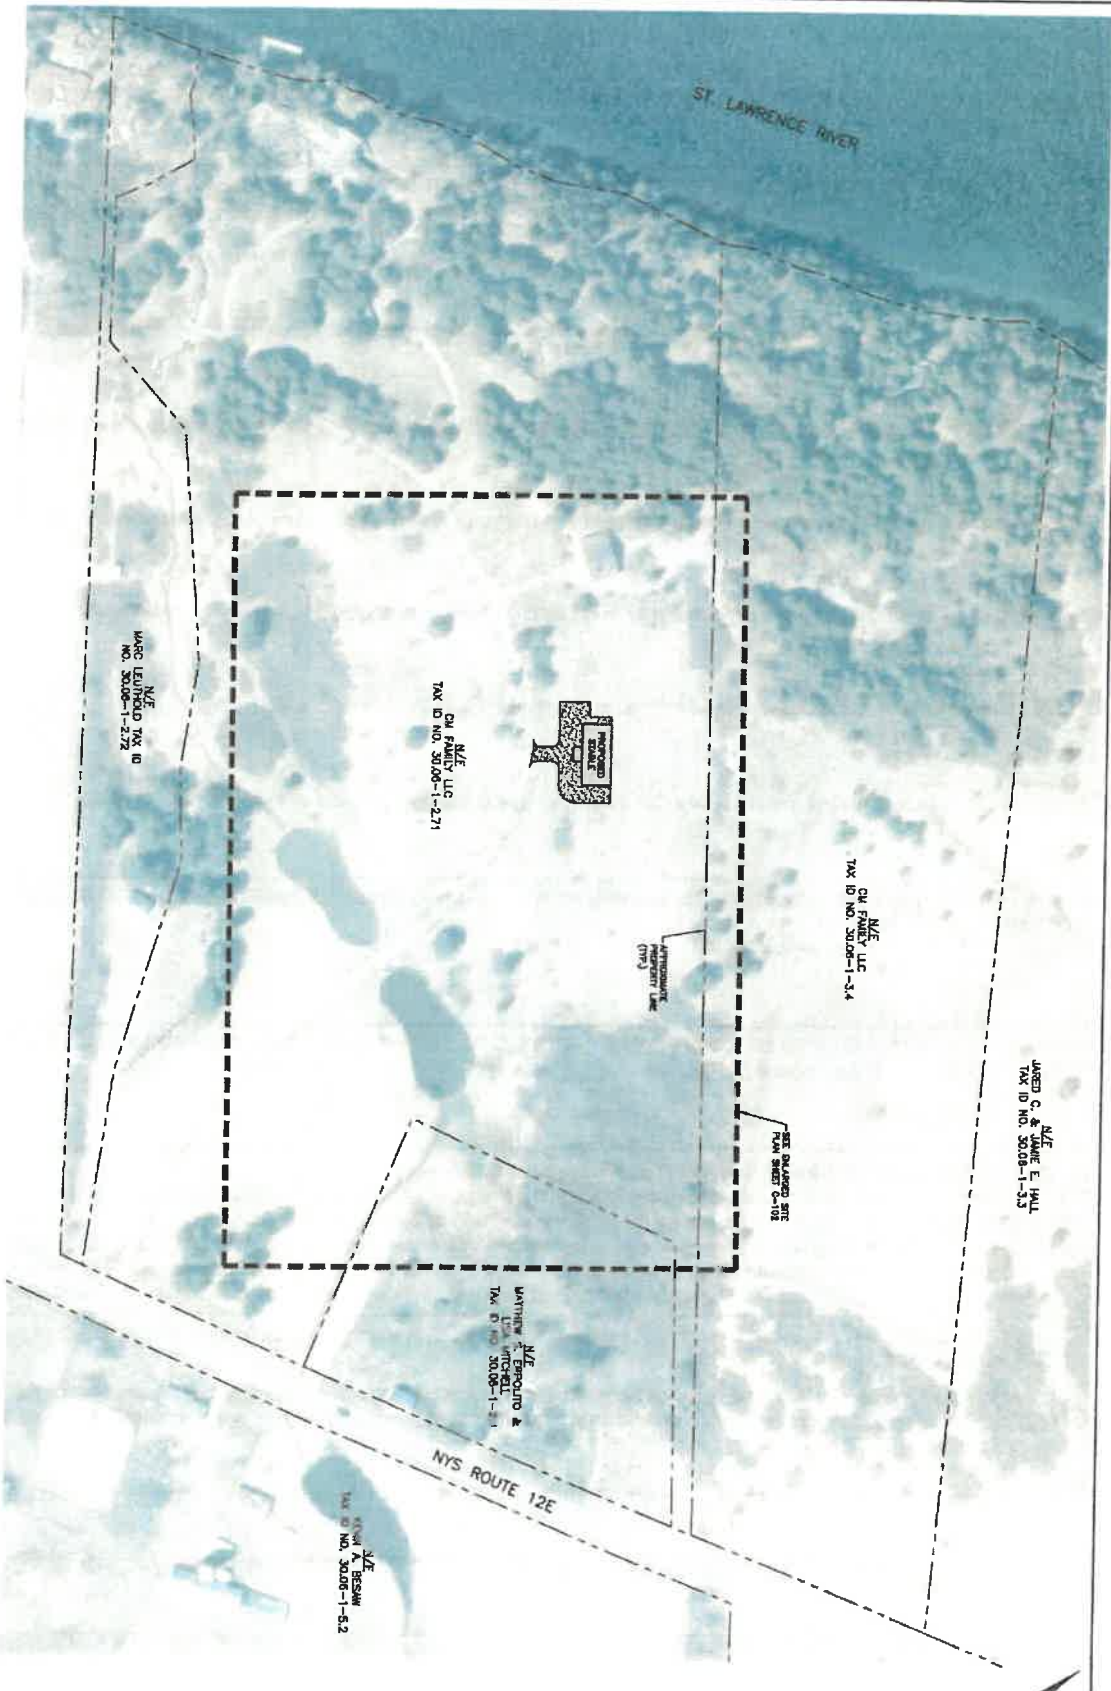 ST. LAWRENCE RIVER
N/F
MARC LEUTHOLD TAX ID
NO. 30.06-1-2.72
N/F
CM FAMILY LLC
TAX ID NO. 30.06-1-2.71
PROPOSED
STABLE
APPROXIMATE
PROPERTY LINE
(TYP.)
N/F
CM FAMILY LLC
TAX ID NO. 30.06-1-3.4
N/F
JARED C. & JAMIE E. HALL
TAX ID NO. 30.06-1-3.3
SEE ENLARGED SITE
PLAN SHEET C-102
N/F
MATTHEW S. EPPOLITO &
MITCHELL
TAX ID NO. 30.06-1-
NYS ROUTE 12E
N/F
A. BESAW
TAX ID NO. 30.06-1-5.2